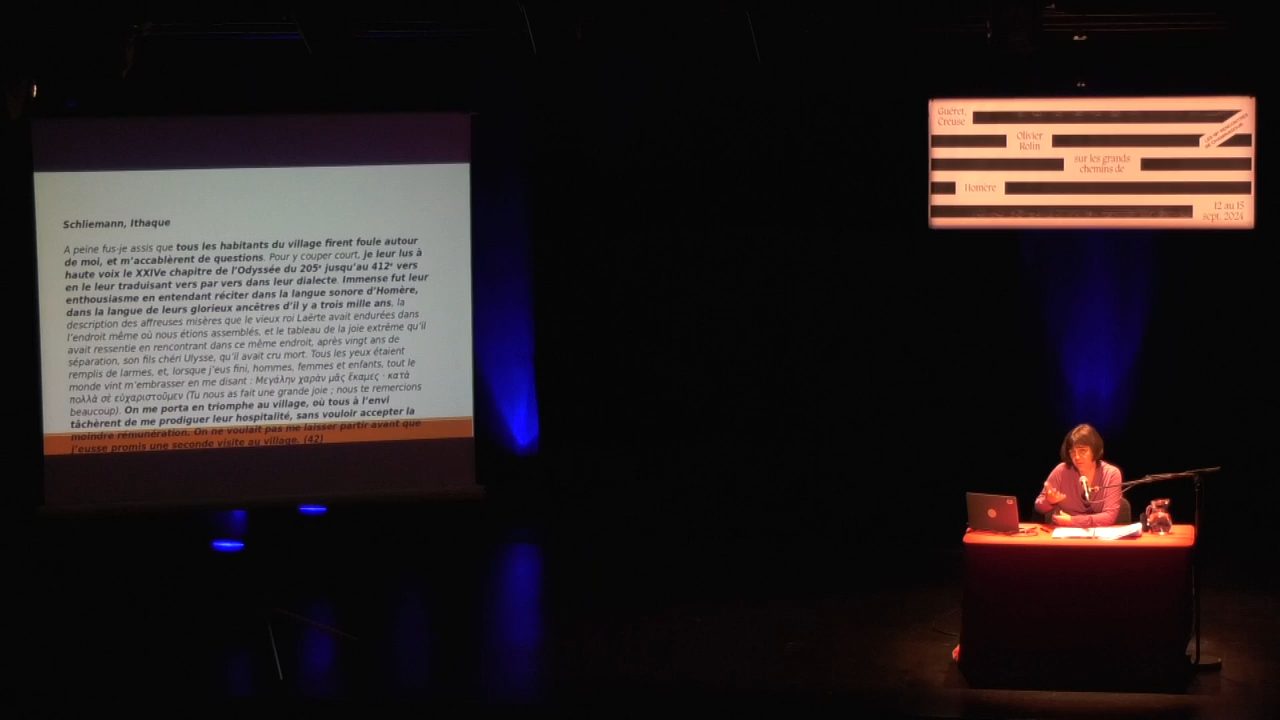 Schliemann, Ithaque
A peine fus-je assis que tous les habitants du village firent foule autour
de moi, et m'accablèrent de questions. Pour y couper court, je leur lus à
haute voix le XXIVe chapitre de l'Odyssée du 205e jusqu'au 412e vers
en le leur traduisant vers par vers dans leur dialecte. Immense fut leur
enthousiasme en entendant réciter dans la langue sonore d'Homère,
dans la langue de leurs glorieux ancêtres d'il y a trois mille ans, la
description des affreuses misères que le vieux roi Laërte avait endurées dans
l'endroit même où nous étions assemblés, et le tableau de la joie extrême qu'il
avait ressentie en rencontrant dans ce même endroit, après vingt ans de
séparation, son fils chéri Ulysse, qu'il avait cru mort. Tous les yeux étaient
remplis de larmes, et, lorsque j'eus fini, hommes, femmes et enfants, tout le
monde vint m'embrasser en me disant : Μεγάλην χαρὰν μᾶς ἔκαμες · κατὰ
πολλὰ σὲ εὐχαριστοῦμεν (Tu nous as fait une grande joie ; nous te remercions
beaucoup). On me porta en triomphe au village, où tous à l'envi
tâchèrent de me prodiguer leur hospitalité, sans vouloir accepter la
moindre rémunération. On ne voulait pas me laisser partir avant que
j'eusse promis une seconde visite au village. (42)
Guéret,
Creuse
Olivier
Rolin
sur les grands
chemins de
Homère
12 au 15
sept. 2024